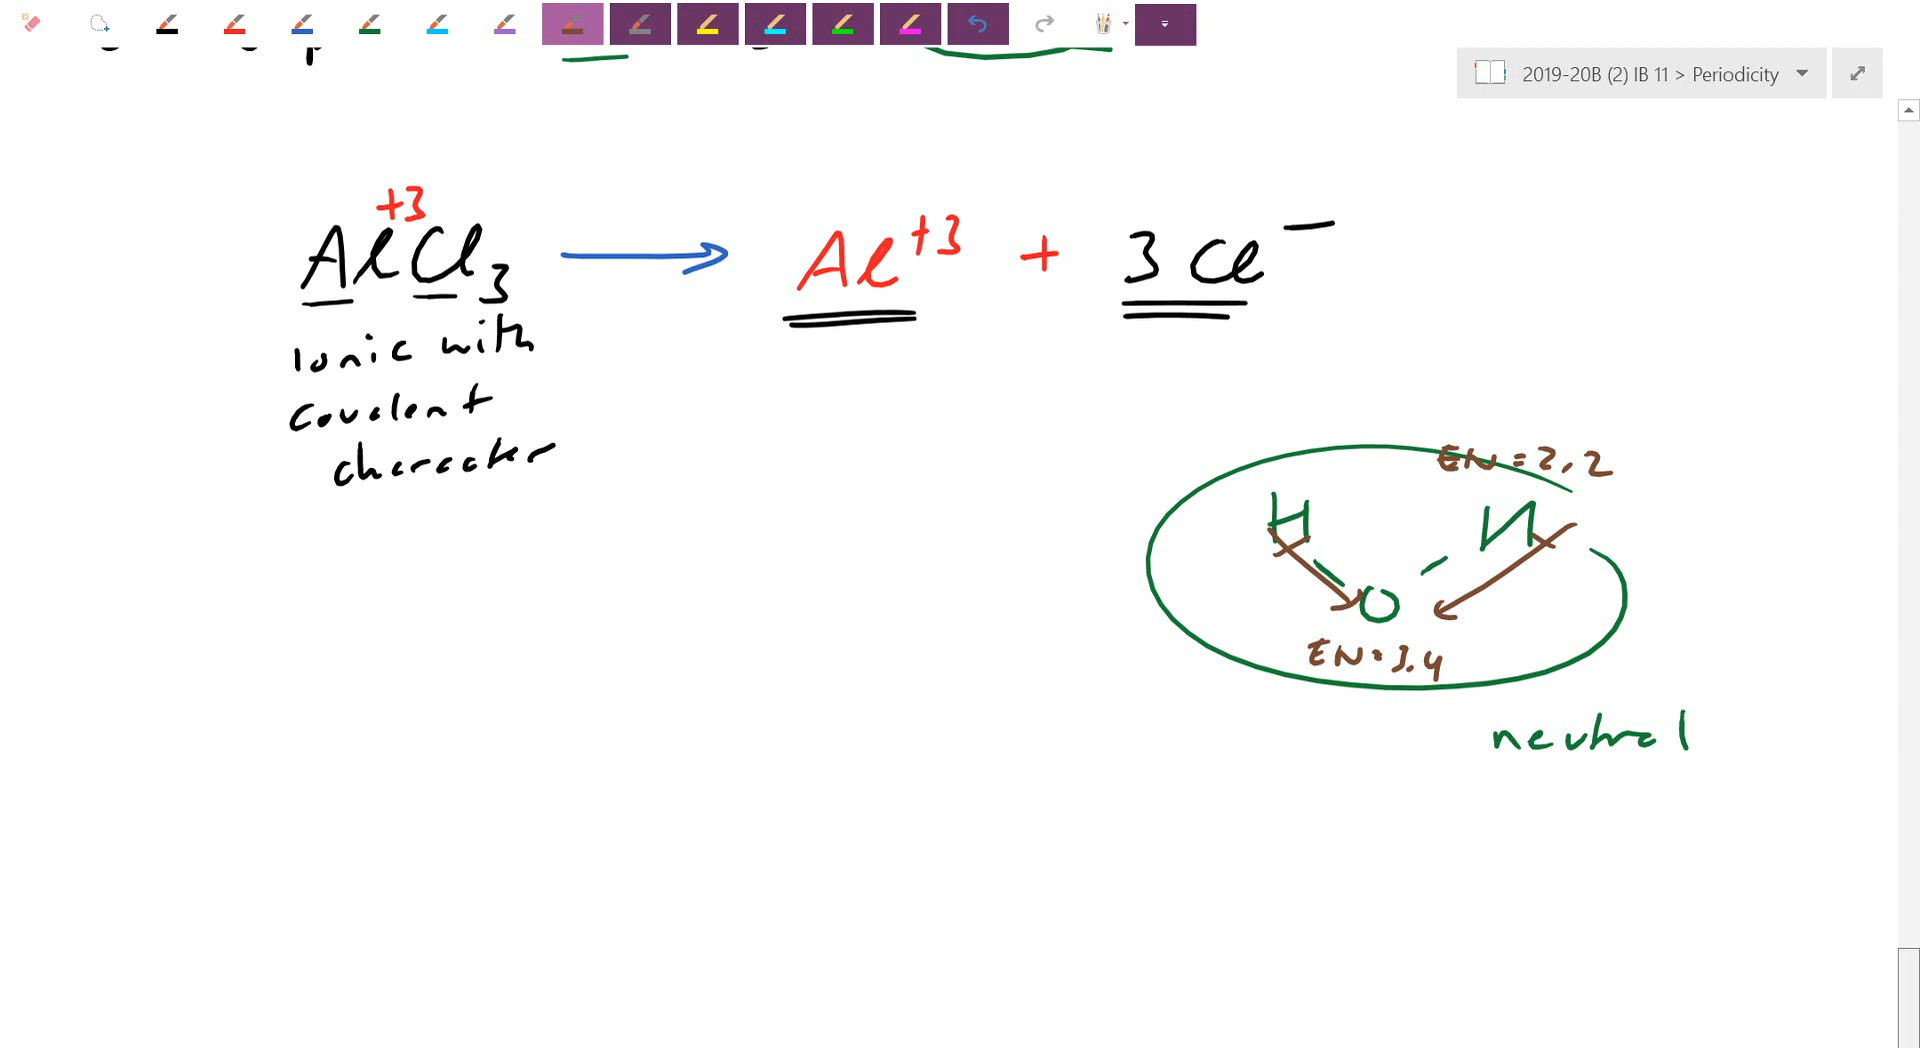 2019-20B (2) IB 11 > Periodicity
+3
AlCl₃ ⟶ Al⁺³ + 3 Cl⁻
Ionic with
covalent
character
EN = 2.2
H H
O
EN = 3.4
neutral